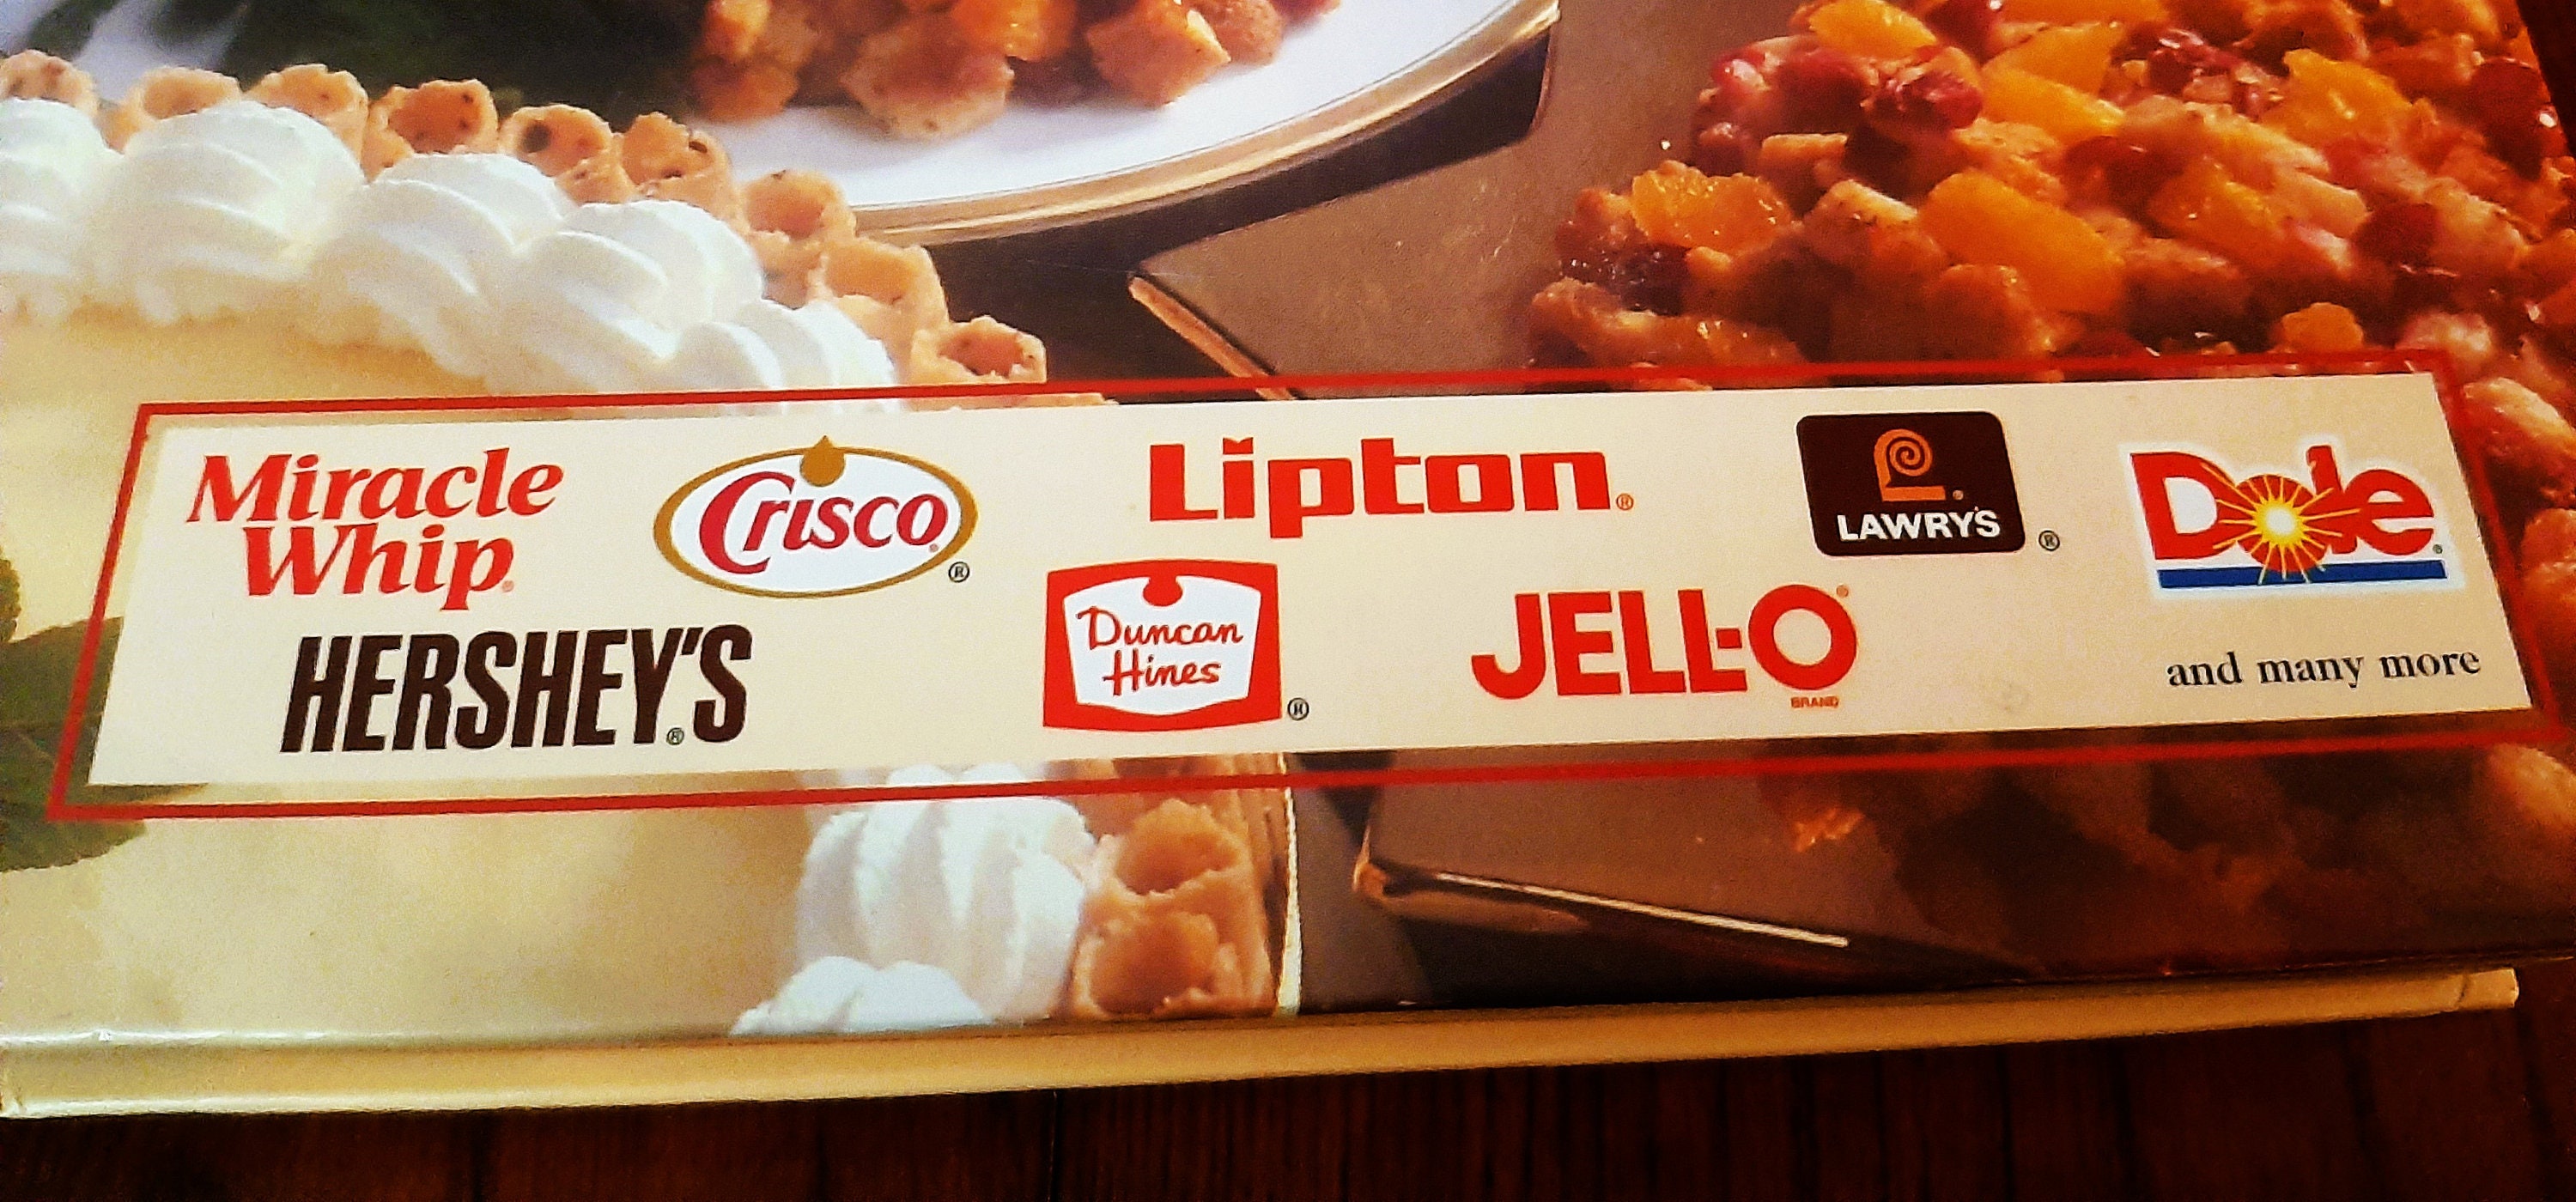 Miracle
Whip®
Crisco®
®
Lipton®
L®
LAWRY'S®
Dole®
HERSHEY'S®
Duncan
Hines®
JELL-O®
BRAND
and many more